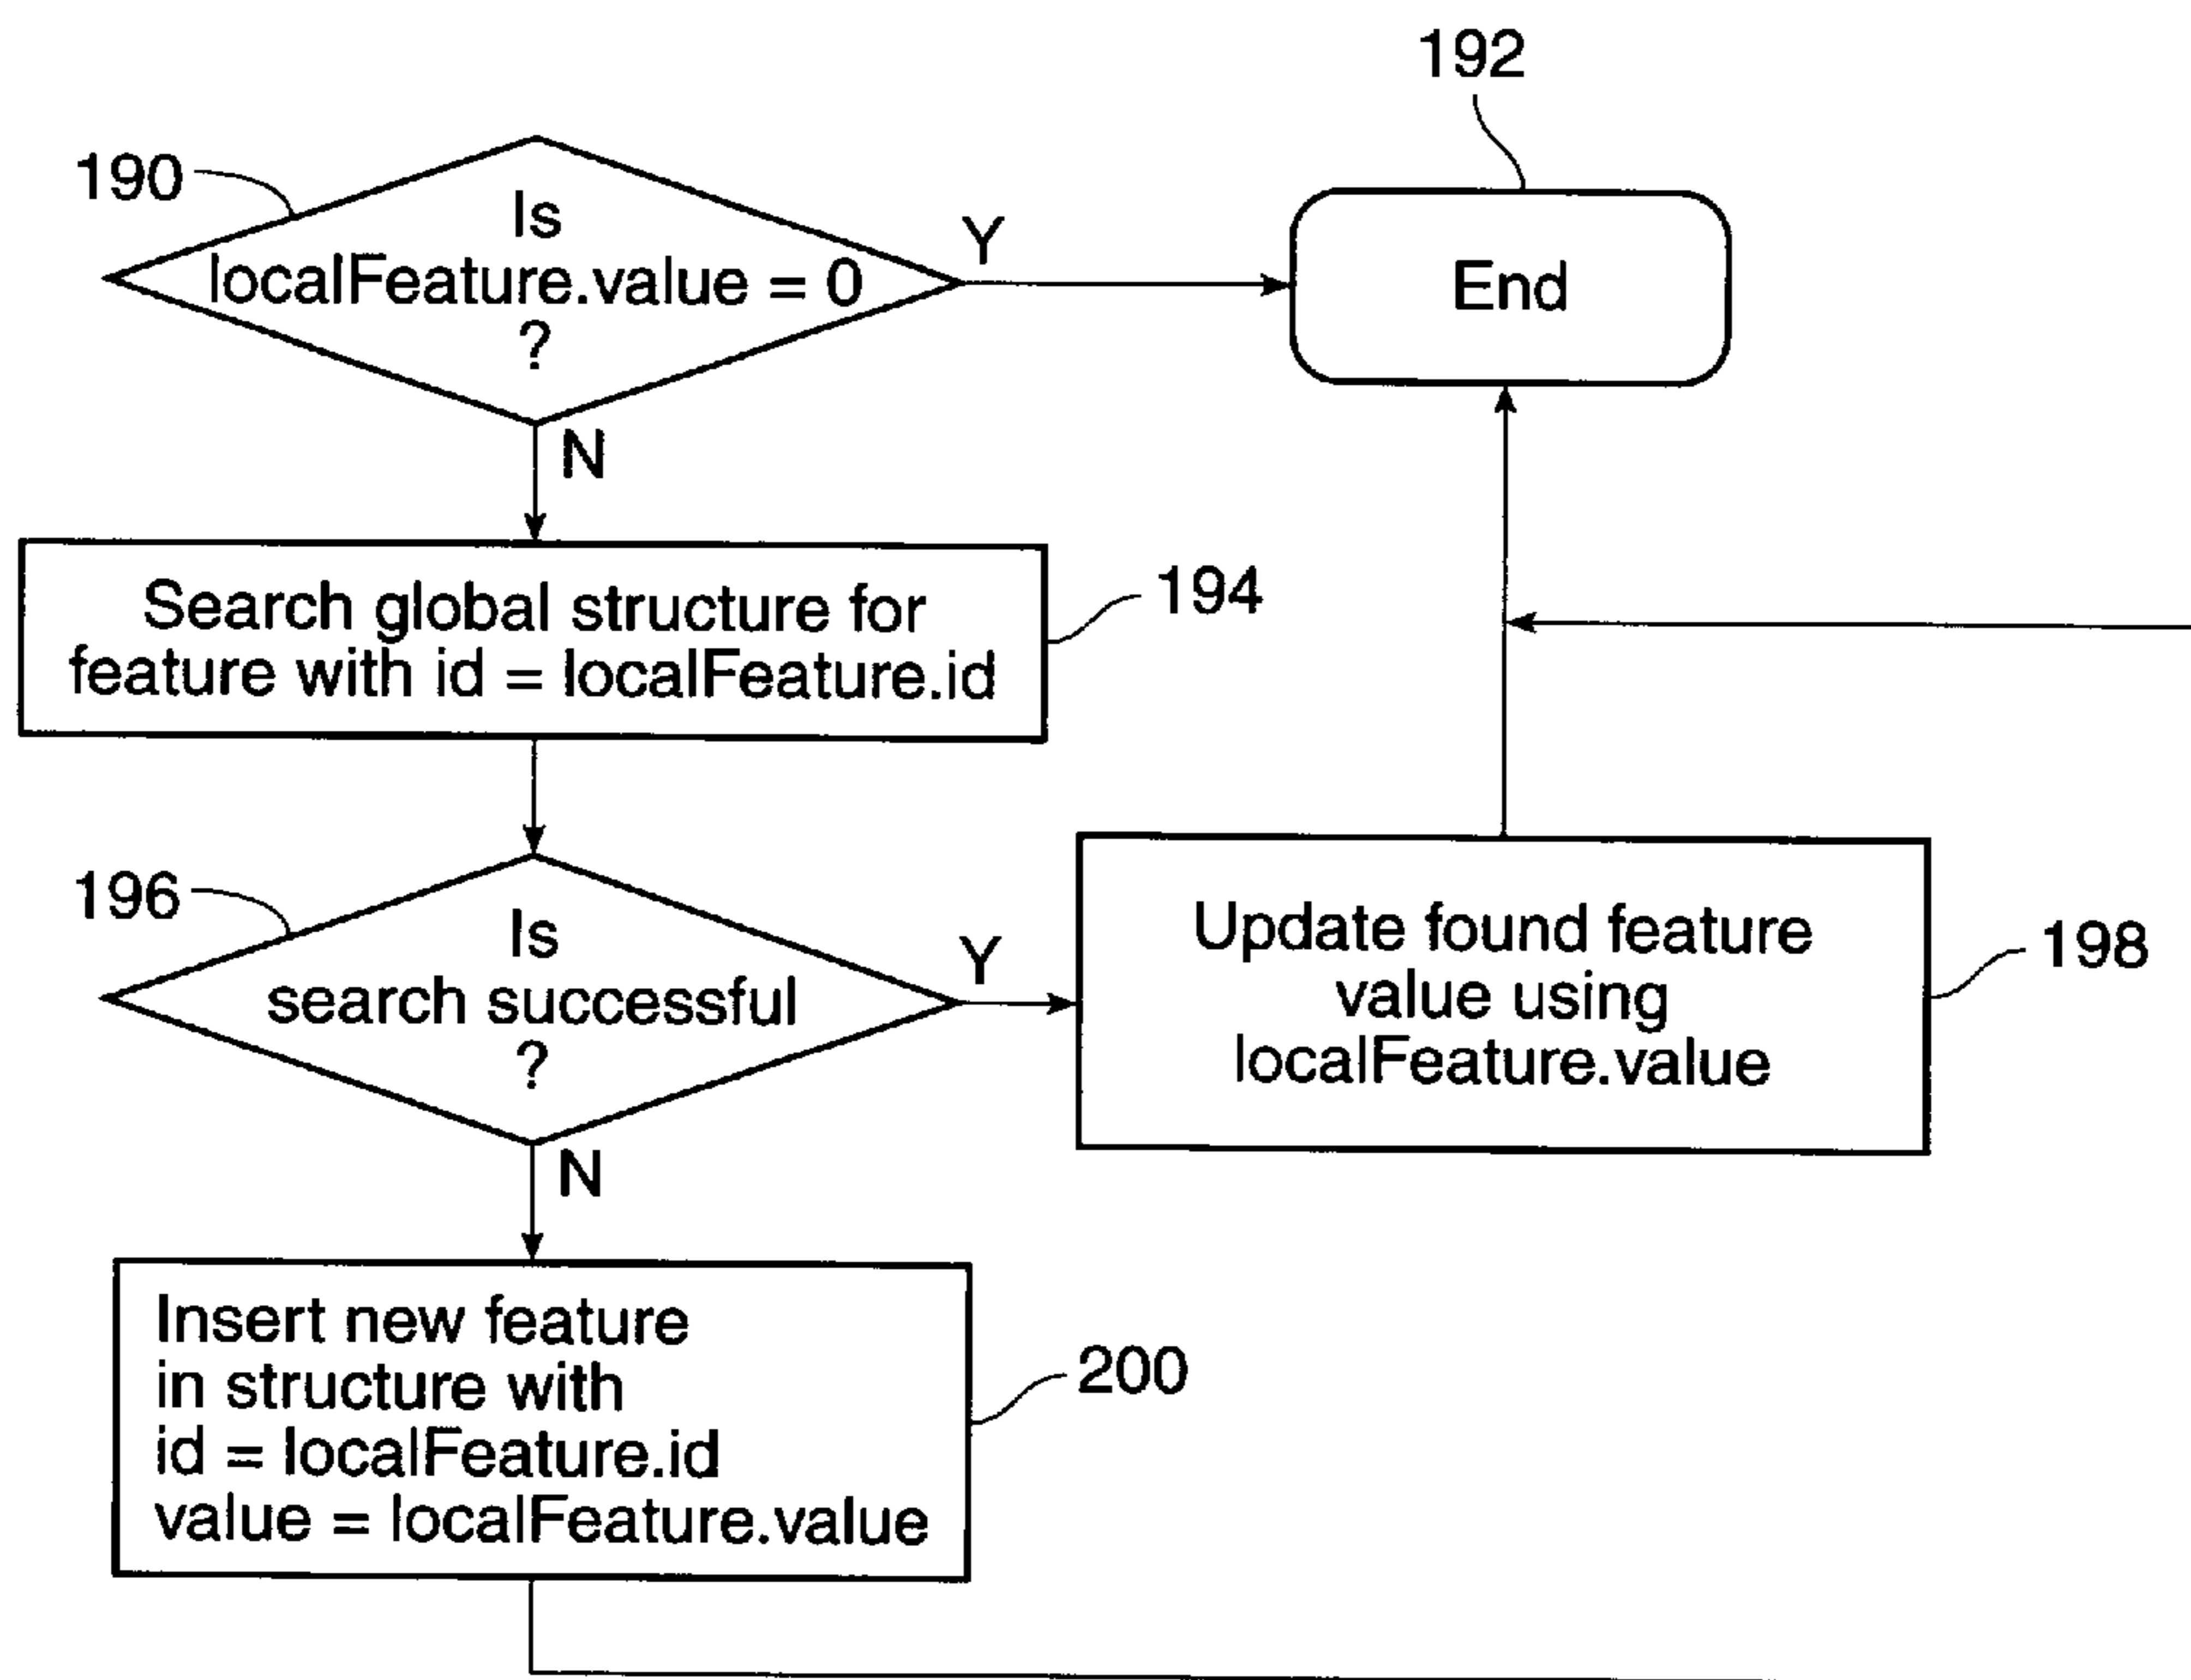 192
190
Is
localFeature.value = 0
?
Y
End
N
Search global structure for
feature with id = localFeature.id
194
196
Is
search successful
?
Y
Update found feature
value using
localFeature.value
198
N
Insert new feature
in structure with
id = localFeature.id
value = localFeature.value
200